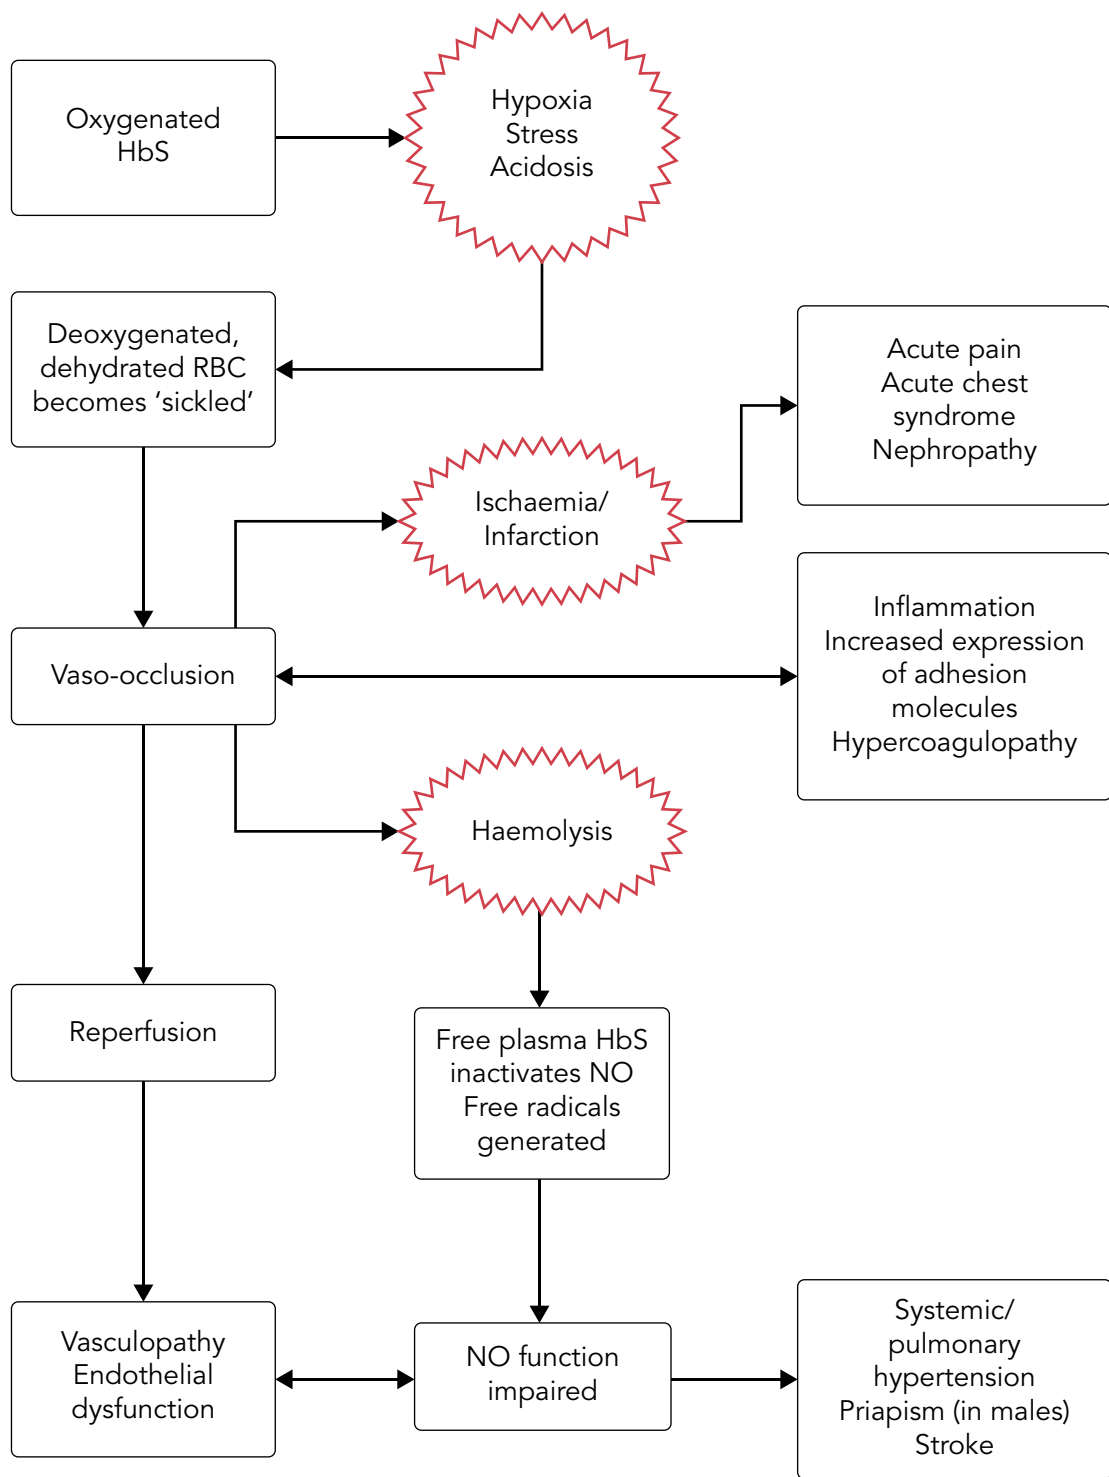 Oxygenated
HbS
Hypoxia
Stress
Acidosis
Deoxygenated,
dehydrated RBC
becomes ‘sickled’
Acute pain
Acute chest
syndrome
Nephropathy
Ischaemia/
Infarction
Vaso-occlusion
Inflammation
Increased expression
of adhesion
molecules
Hypercoagulopathy
Haemolysis
Reperfusion
Free plasma HbS
inactivates NO
Free radicals
generated
Vasculopathy
Endothelial
dysfunction
NO function
impaired
Systemic/
pulmonary
hypertension
Priapism (in males)
Stroke